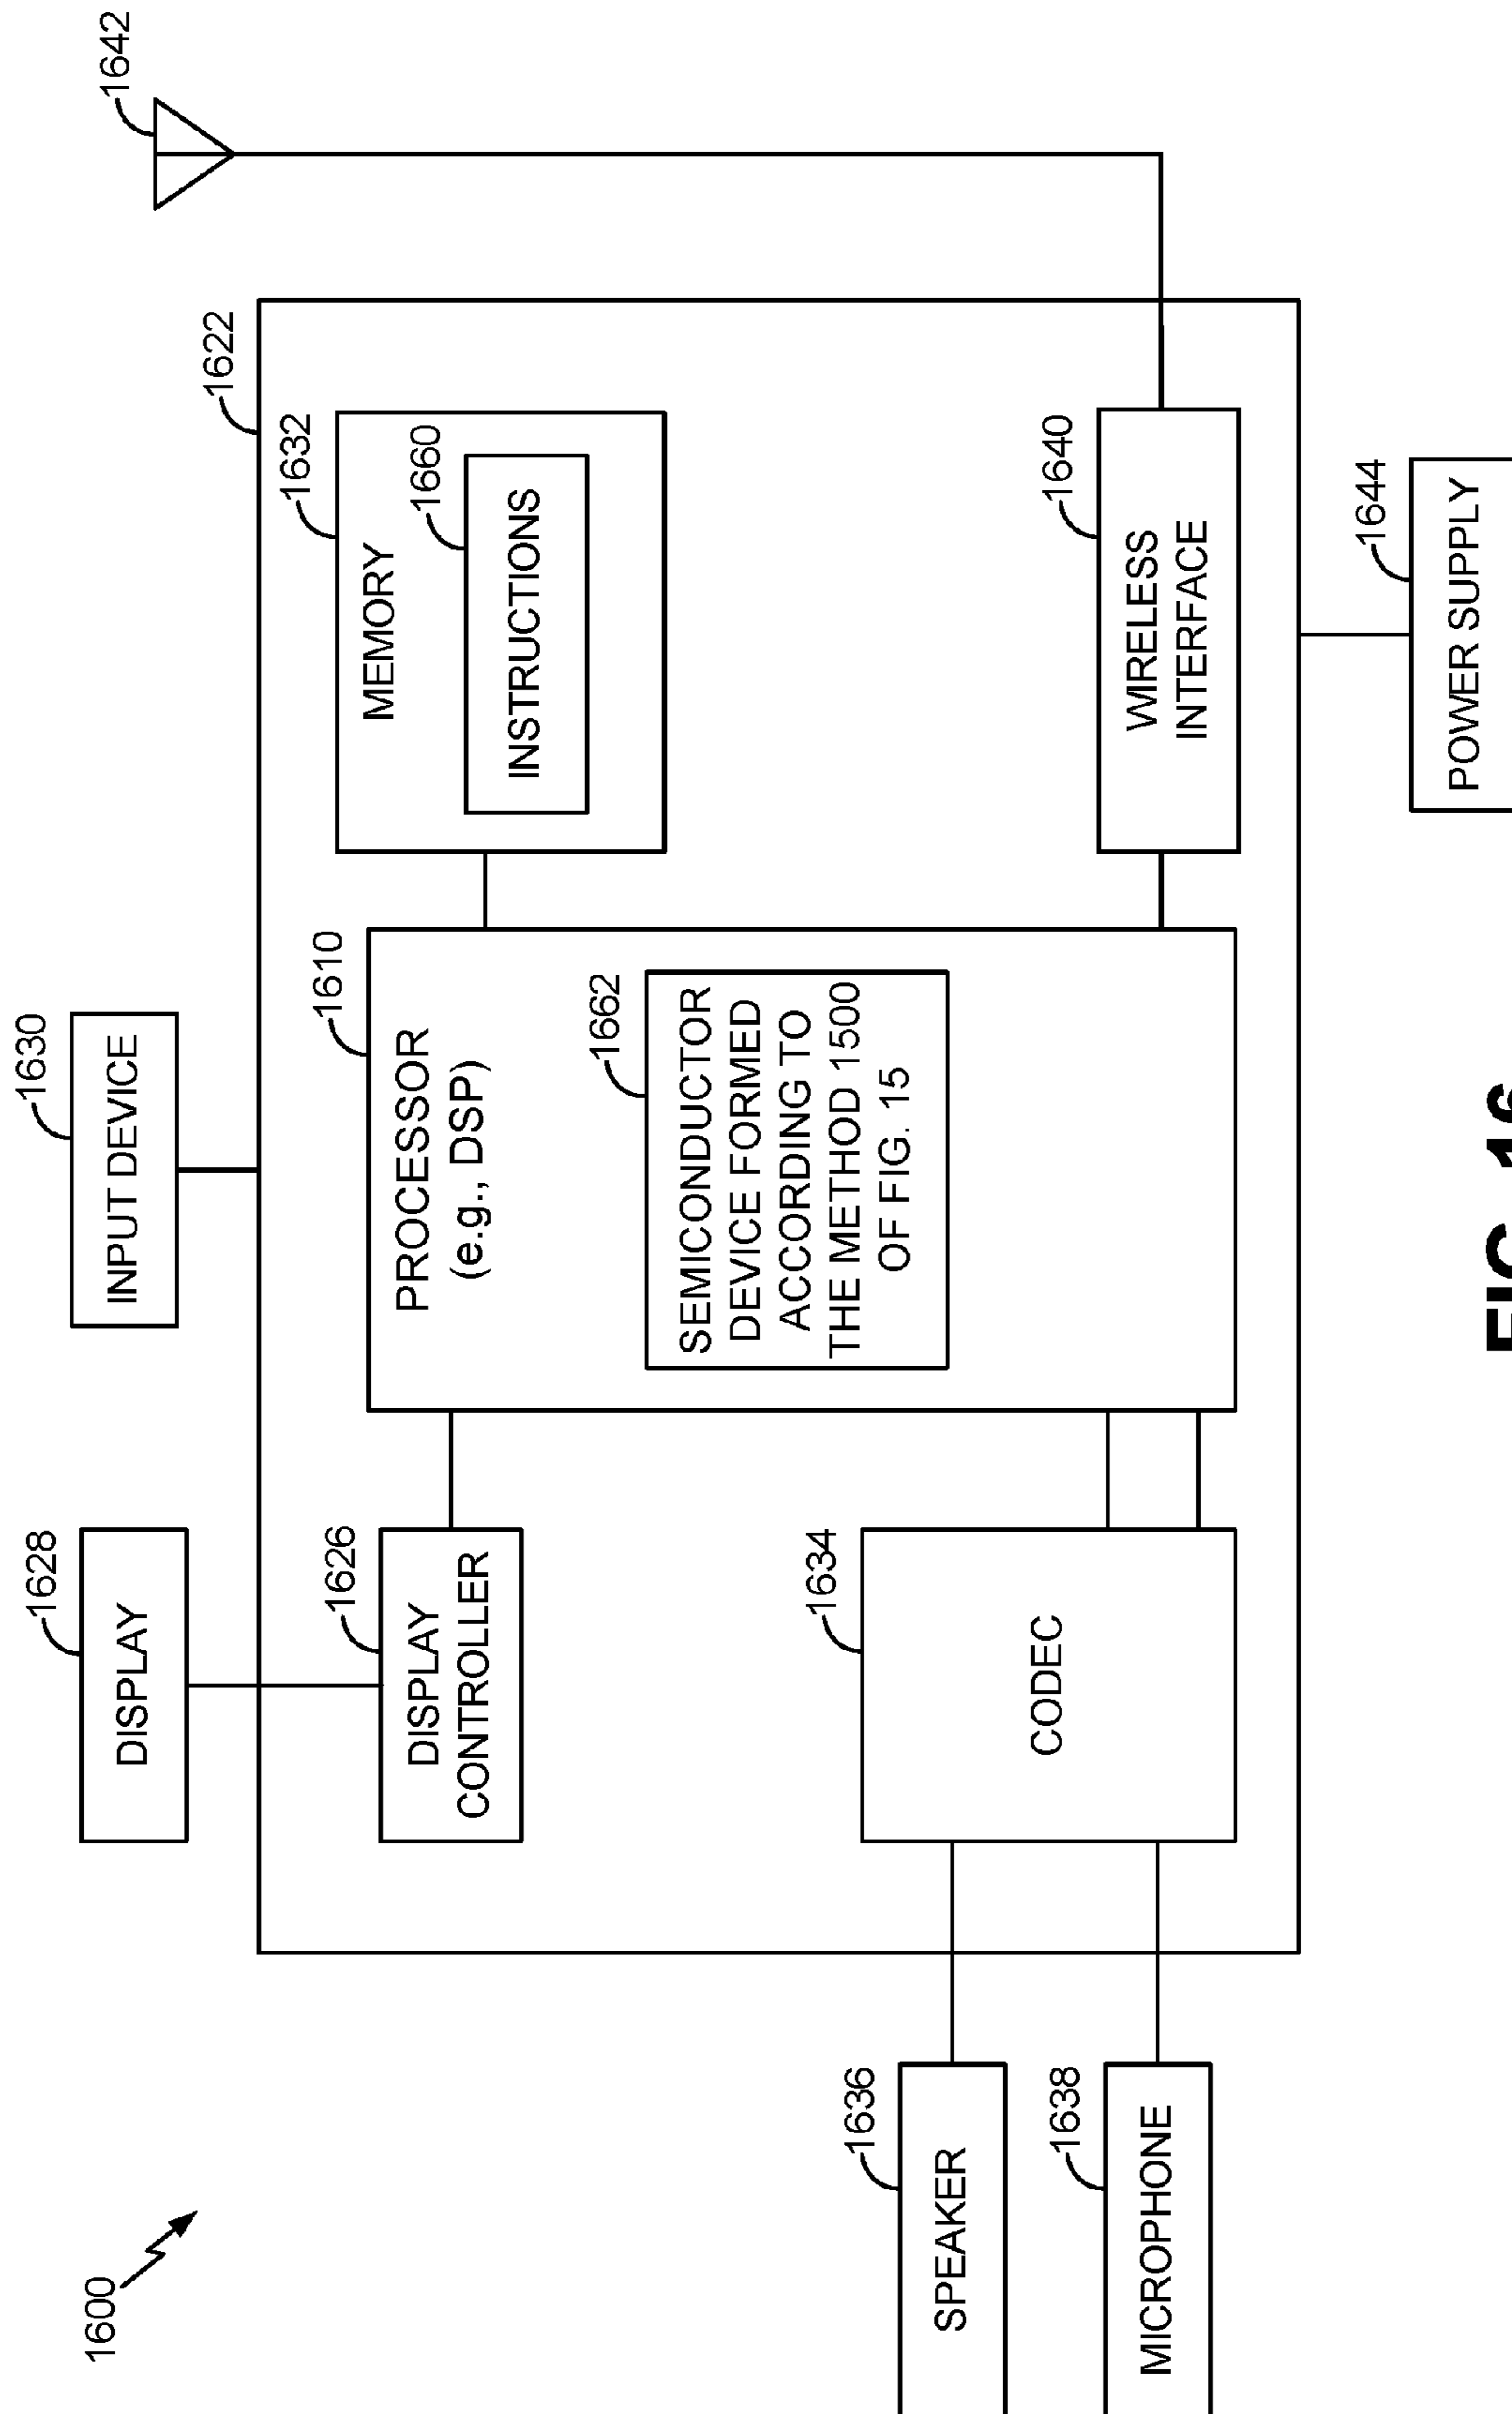 1600
1628
DISPLAY
1630
INPUT DEVICE
1642
1622
1626
DISPLAY
CONTROLLER
1610
PROCESSOR
(e.g., DSP)
1632
MEMORY
1660
INSTRUCTIONS
1662
SEMICONDUCTOR
DEVICE FORMED
ACCORDING TO
THE METHOD 1500
OF FIG. 15
1636
SPEAKER
1634
CODEC
1638
MICROPHONE
1640
WIRELESS
INTERFACE
1644
POWER SUPPLY
FIG. 16